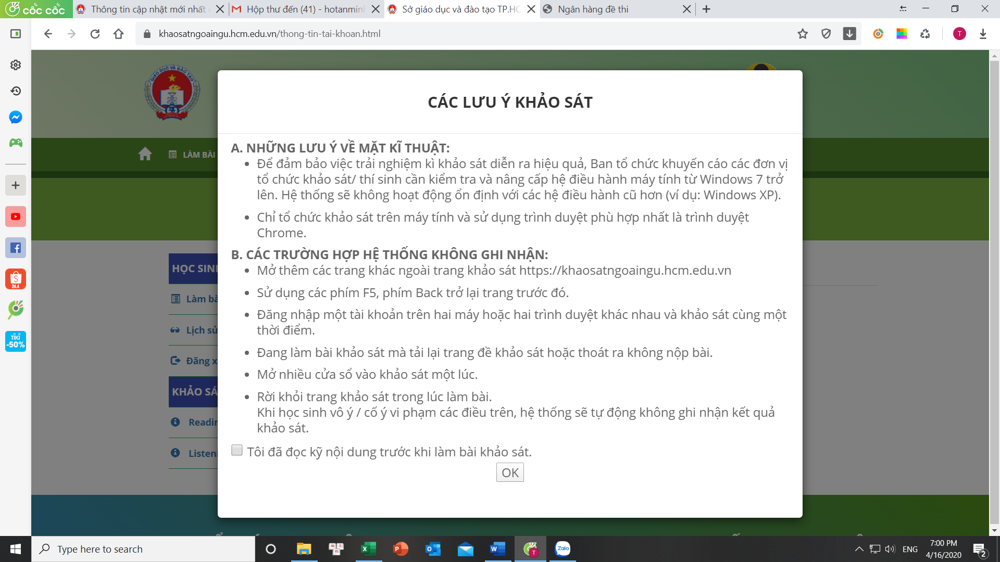 cốc cốc
Thông tin cập nhật mới nhất
Hộp thư đến (41) - hotanminh
Sở giáo dục và đào tạo TP.HC
Ngân hàng đề thi
khaosatngoaingu.hcm.edu.vn/thong-tin-tai-khoan.html
T
GIÁO DỤC VÀ ĐÀO TẠO
CÁC LƯU Ý KHẢO SÁT
LÀM BÀI
A. NHỮNG LƯU Ý VỀ MẶT KĨ THUẬT:
• Để đảm bảo việc trải nghiệm kì khảo sát diễn ra hiệu quả, Ban tổ chức khuyến cáo các đơn vị
tổ chức khảo sát/ thí sinh cần kiểm tra và nâng cấp hệ điều hành máy tính từ Windows 7 trở
lên. Hệ thống sẽ không hoạt động ổn định với các hệ điều hành cũ hơn (ví dụ: Windows XP).
• Chỉ tổ chức khảo sát trên máy tính và sử dụng trình duyệt phù hợp nhất là trình duyệt
Chrome.
B. CÁC TRƯỜNG HỢP HỆ THỐNG KHÔNG GHI NHẬN:
• Mở thêm các trang khác ngoài trang khảo sát https://khaosatngoaingu.hcm.edu.vn
• Sử dụng các phím F5, phím Back trở lại trang trước đó.
• Đăng nhập một tài khoản trên hai máy hoặc hai trình duyệt khác nhau và khảo sát cùng một
thời điểm.
• Đang làm bài khảo sát mà tải lại trang đề khảo sát hoặc thoát ra không nộp bài.
• Mở nhiều cửa sổ vào khảo sát một lúc.
• Rời khỏi trang khảo sát trong lúc làm bài.
Khi học sinh vô ý / cố ý vi phạm các điều trên, hệ thống sẽ tự động không ghi nhận kết quả
khảo sát.
Tôi đã đọc kỹ nội dung trước khi làm bài khảo sát.
OK
HỌC SIN
Làm bà
Lịch sử
Đăng x
KHẢO SÁ
Readin
Listeni
S
24.4
TIKI
-50%
Type here to search
Zalo
ENG
7:00 PM
4/16/2020
2